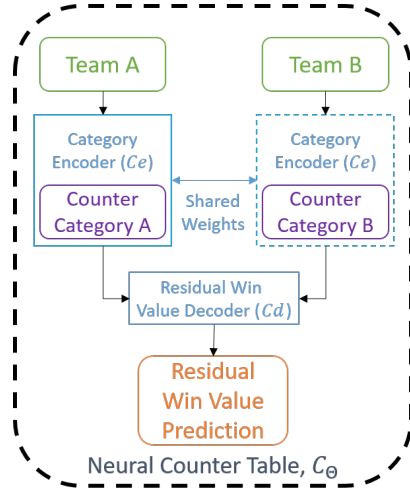 Team A
Team B
Category
Encoder (Ce)
Counter
Category A
Shared
Weights
Category
Encoder (Ce)
Counter
Category B
Residual Win
Value Decoder (Cd)
Residual
Win Value
Prediction
Neural Counter Table, C_Θ